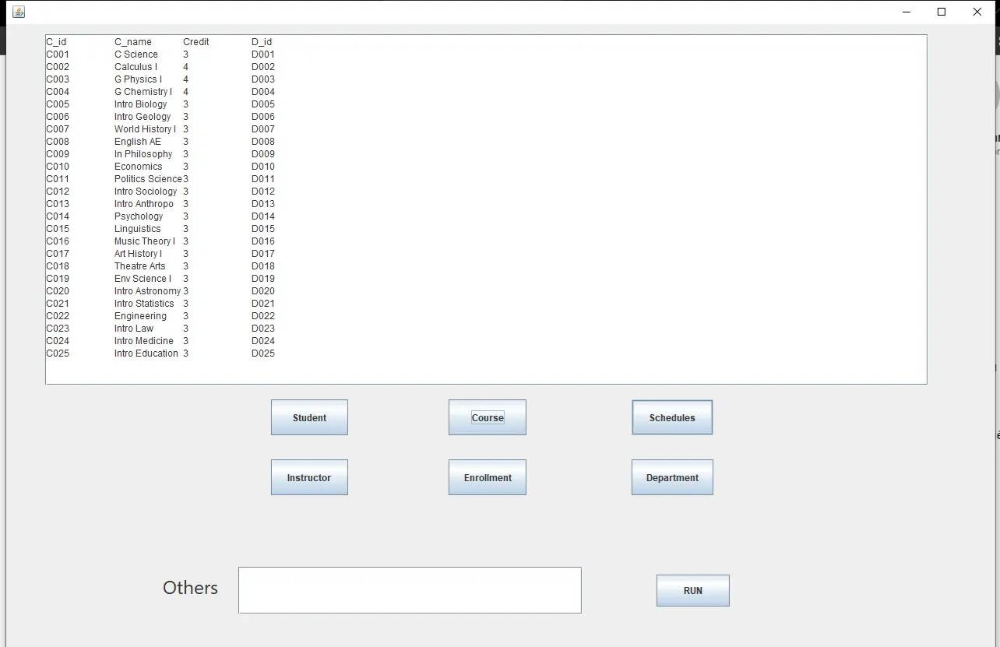 C_id C_name Credit D_id
C001 C Science 3 D001
C002 Calculus I 4 D002
C003 G Physics I 4 D003
C004 G Chemistry I 4 D004
C005 Intro Biology 3 D005
C006 Intro Geology 3 D006
C007 World History I 3 D007
C008 English AE 3 D008
C009 In Philosophy 3 D009
C010 Economics 3 D010
C011 Politics Science 3 D011
C012 Intro Sociology 3 D012
C013 Intro Anthropo 3 D013
C014 Psychology 3 D014
C015 Linguistics 3 D015
C016 Music Theory I 3 D016
C017 Art History I 3 D017
C018 Theatre Arts 3 D018
C019 Env Science I 3 D019
C020 Intro Astronomy 3 D020
C021 Intro Statistics 3 D021
C022 Engineering 3 D022
C023 Intro Law 3 D023
C024 Intro Medicine 3 D024
C025 Intro Education 3 D025
Student Course Schedules
Instructor Enrollment Department
Others RUN